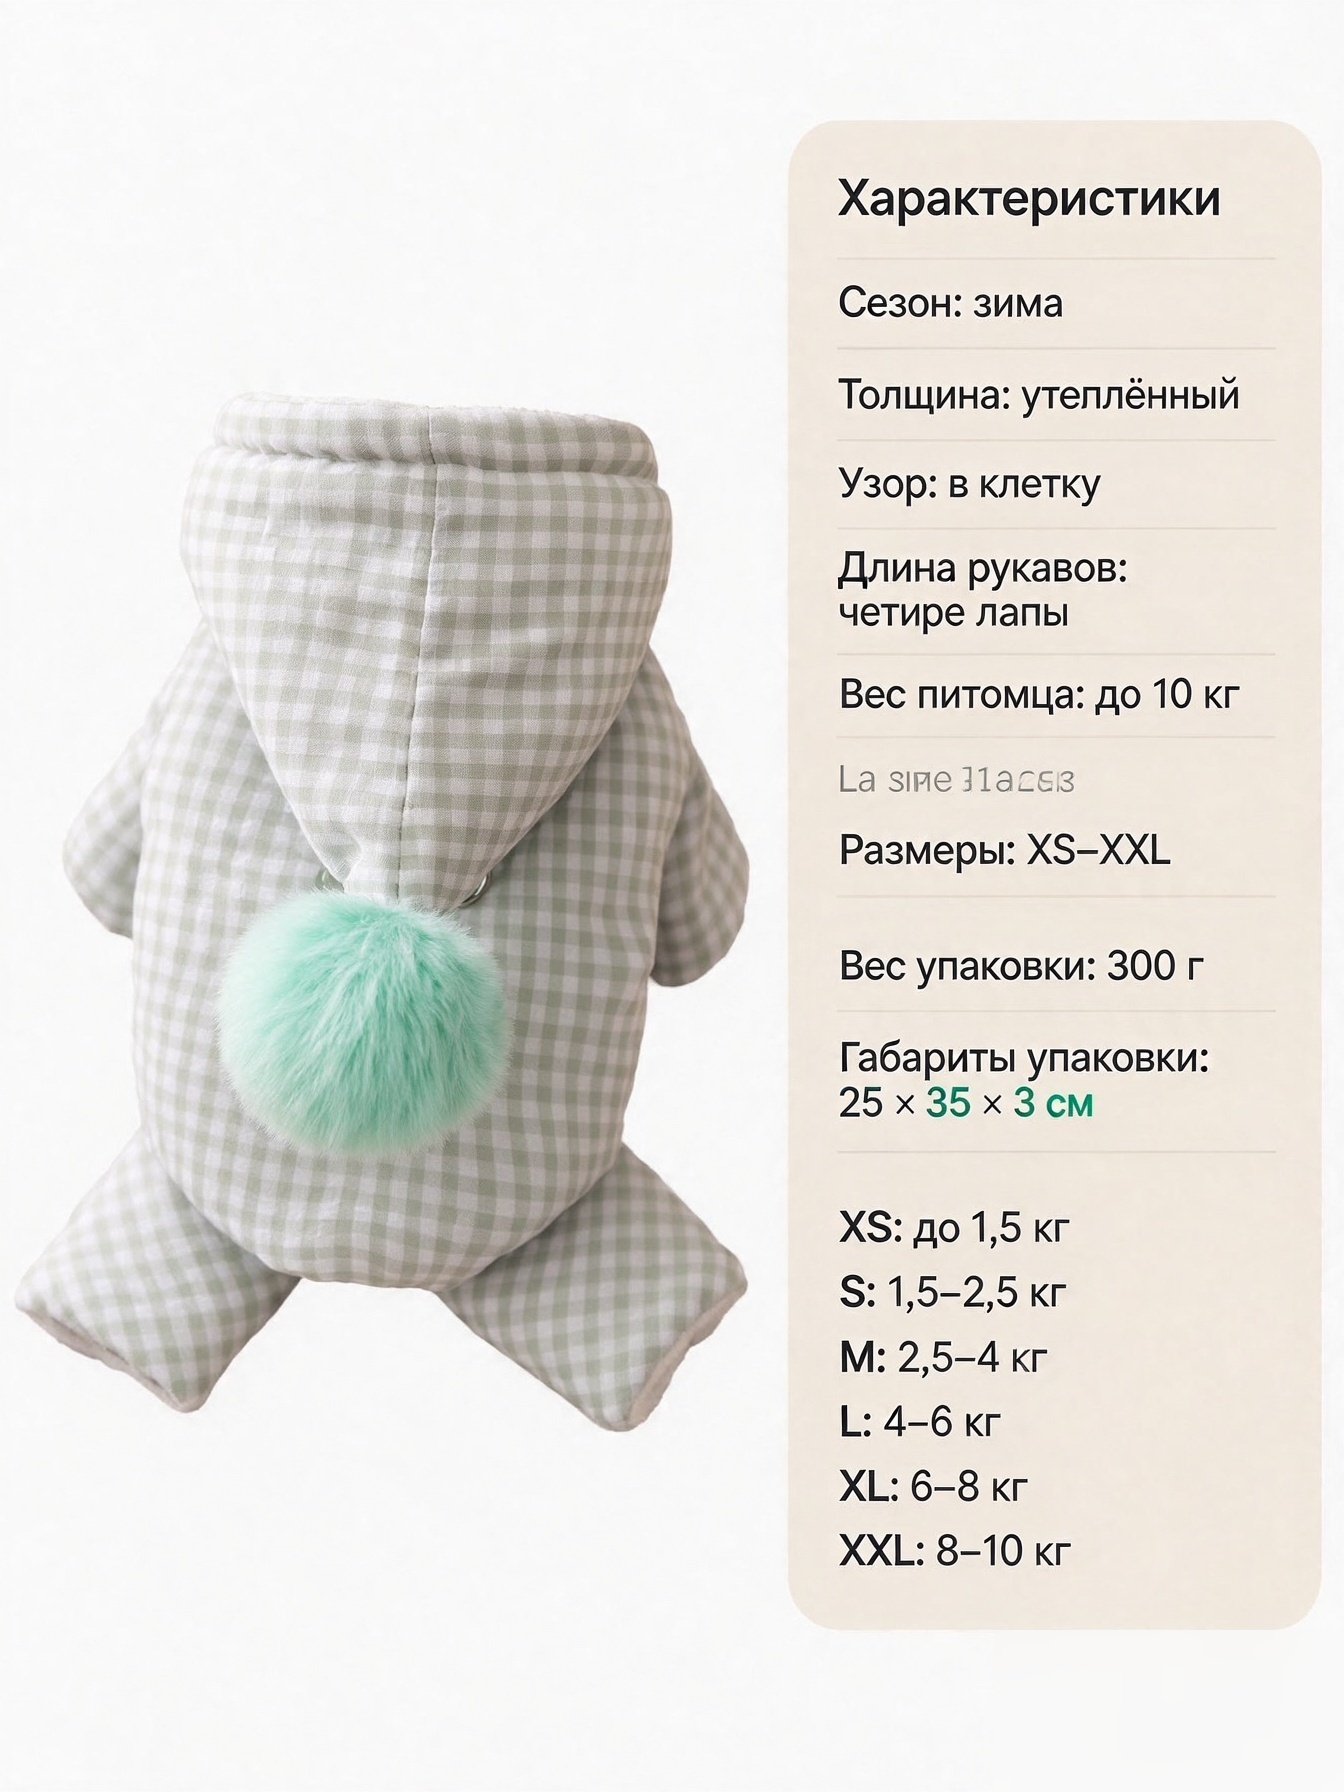 Характеристики
Сезон: зима
Толщина: утеплённый
Узор: в клетку
Длина рукавов:
четире лапы
Вес питомца: до 10 кг
La
Размеры: XS–XXL
Вес упаковки: 300 г
Габариты упаковки:
25 × 35 × 3 см
XS: до 1,5 кг
S: 1,5–2,5 кг
M: 2,5–4 кг
L: 4–6 кг
XL: 6–8 кг
XXL: 8–10 кг